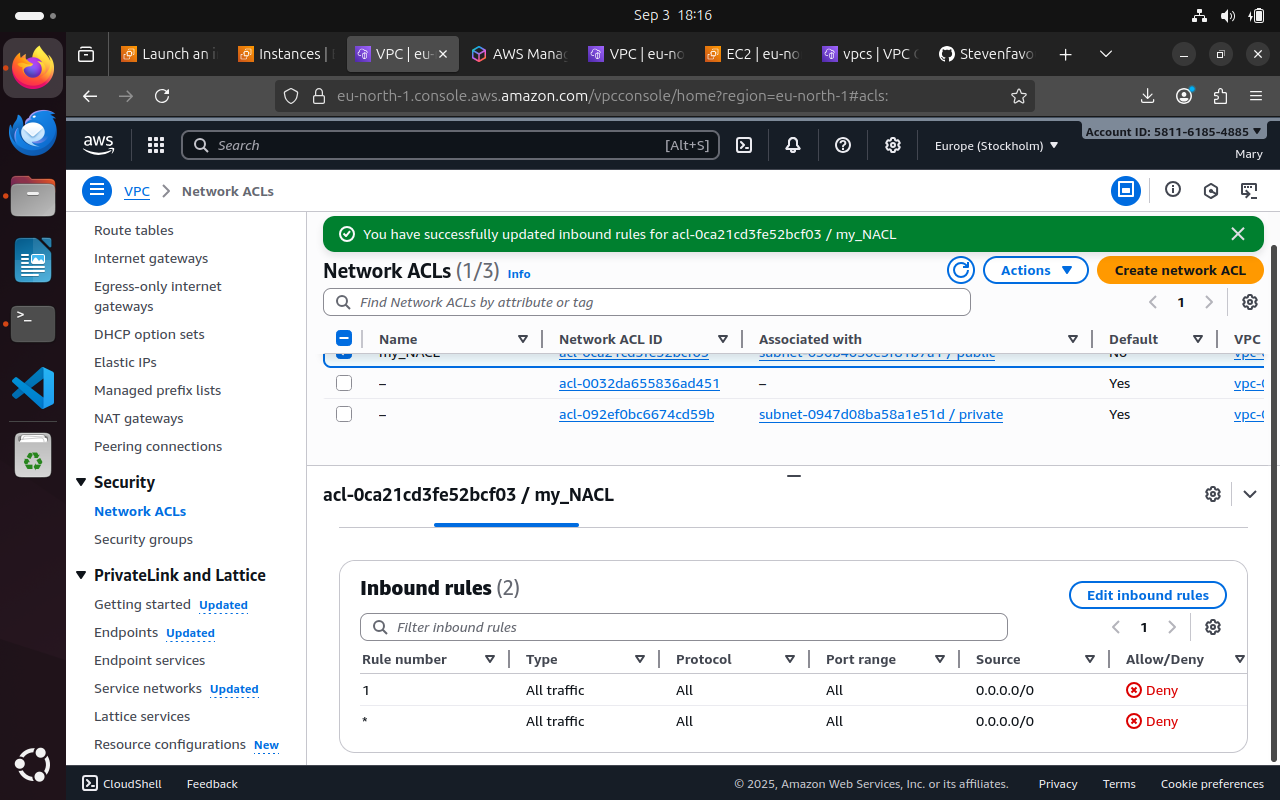 Sep 3 18:16
Launch an i
Instances |
VPC | eu-
AWS Manag
VPC | eu-no
EC2 | eu-no
vpcs | VPC C
Stevenfavo
eu-north-1.console.aws.amazon.com/vpcconsole/home?region=eu-north-1#acls:
aws
Search
[Alt+S]
Europe (Stockholm)
Account ID: 5811-6185-4885
Mary
VPC
Network ACLs
Route tables
Internet gateways
Egress-only internet
gateways
DHCP option sets
Elastic IPs
Managed prefix lists
NAT gateways
Peering connections
Security
Network ACLs
Security groups
PrivateLink and Lattice
Getting started Updated
Endpoints Updated
Endpoint services
Service networks Updated
Lattice services
Resource configurations New
You have successfully updated inbound rules for acl-0ca21cd3fe52bcf03 / my_NACL
Network ACLs (1/3) Info
Actions
Create network ACL
Find Network ACLs by attribute or tag
1
Name Network ACL ID Associated with Default VPC
my_NACL acl-0ca21cd3fe52bcf03 / public No
– acl-0032da655836ad451 – Yes vpc-0
– acl-092ef0bc6674cd59b subnet-0947d08ba58a1e51d / private Yes vpc-0
acl-0ca21cd3fe52bcf03 / my_NACL
Inbound rules (2)
Edit inbound rules
Filter inbound rules
1
Rule number Type Protocol Port range Source Allow/Deny
1 All traffic All All 0.0.0.0/0 Deny
* All traffic All All 0.0.0.0/0 Deny
CloudShell Feedback © 2025, Amazon Web Services, Inc. or its affiliates. Privacy Terms Cookie preferences